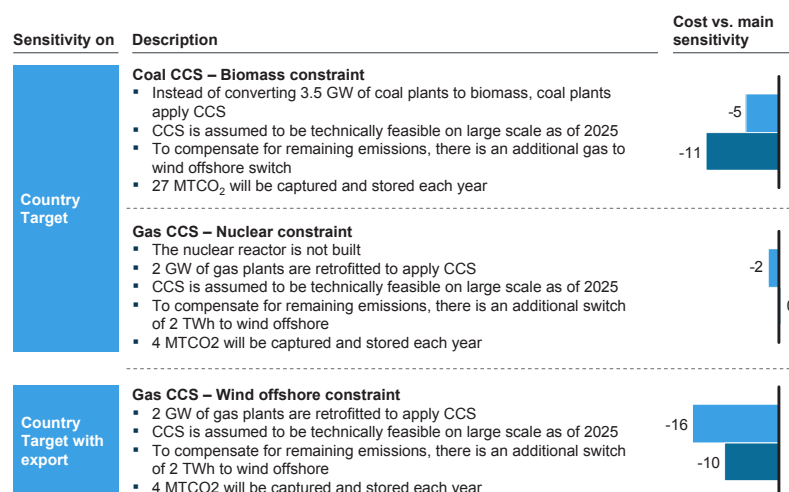 Cost vs. main
Sensitivity on Description sensitivity
Country
Target
Coal CCS – Biomass constraint
▪ Instead of converting 3.5 GW of coal plants to biomass, coal plants
apply CCS
▪ CCS is assumed to be technically feasible on large scale as of 2025
▪ To compensate for remaining emissions, there is an additional gas to
wind offshore switch
▪ 27 MTCO₂ will be captured and stored each year
-5
-11
Gas CCS – Nuclear constraint
▪ The nuclear reactor is not built
▪ 2 GW of gas plants are retrofitted to apply CCS
▪ CCS is assumed to be technically feasible on large scale as of 2025
▪ To compensate for remaining emissions, there is an additional switch
of 2 TWh to wind offshore
▪ 4 MTCO2 will be captured and stored each year
-2
Country
Target with
export
Gas CCS – Wind offshore constraint
▪ 2 GW of gas plants are retrofitted to apply CCS
▪ CCS is assumed to be technically feasible on large scale as of 2025
▪ To compensate for remaining emissions, there is an additional switch
of 2 TWh to wind offshore
▪ 4 MTCO2 will be captured and stored each year
-16
-10